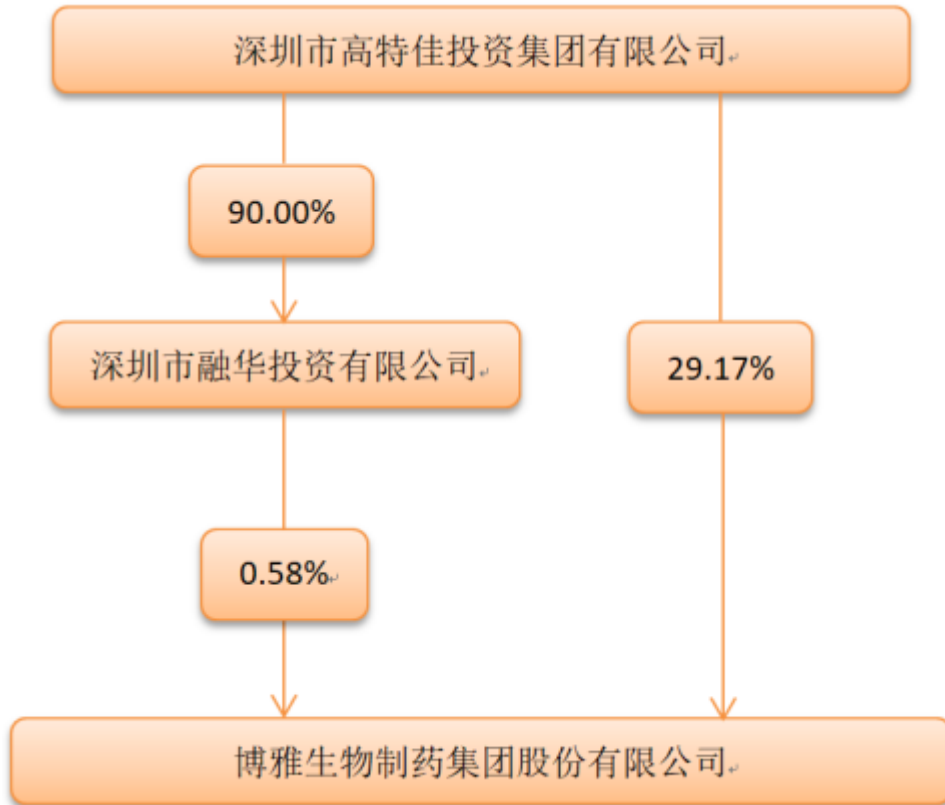 深圳市高特佳投资集团有限公司
90.00%
深圳市融华投资有限公司
29.17%
0.58%
博雅生物制药集团股份有限公司